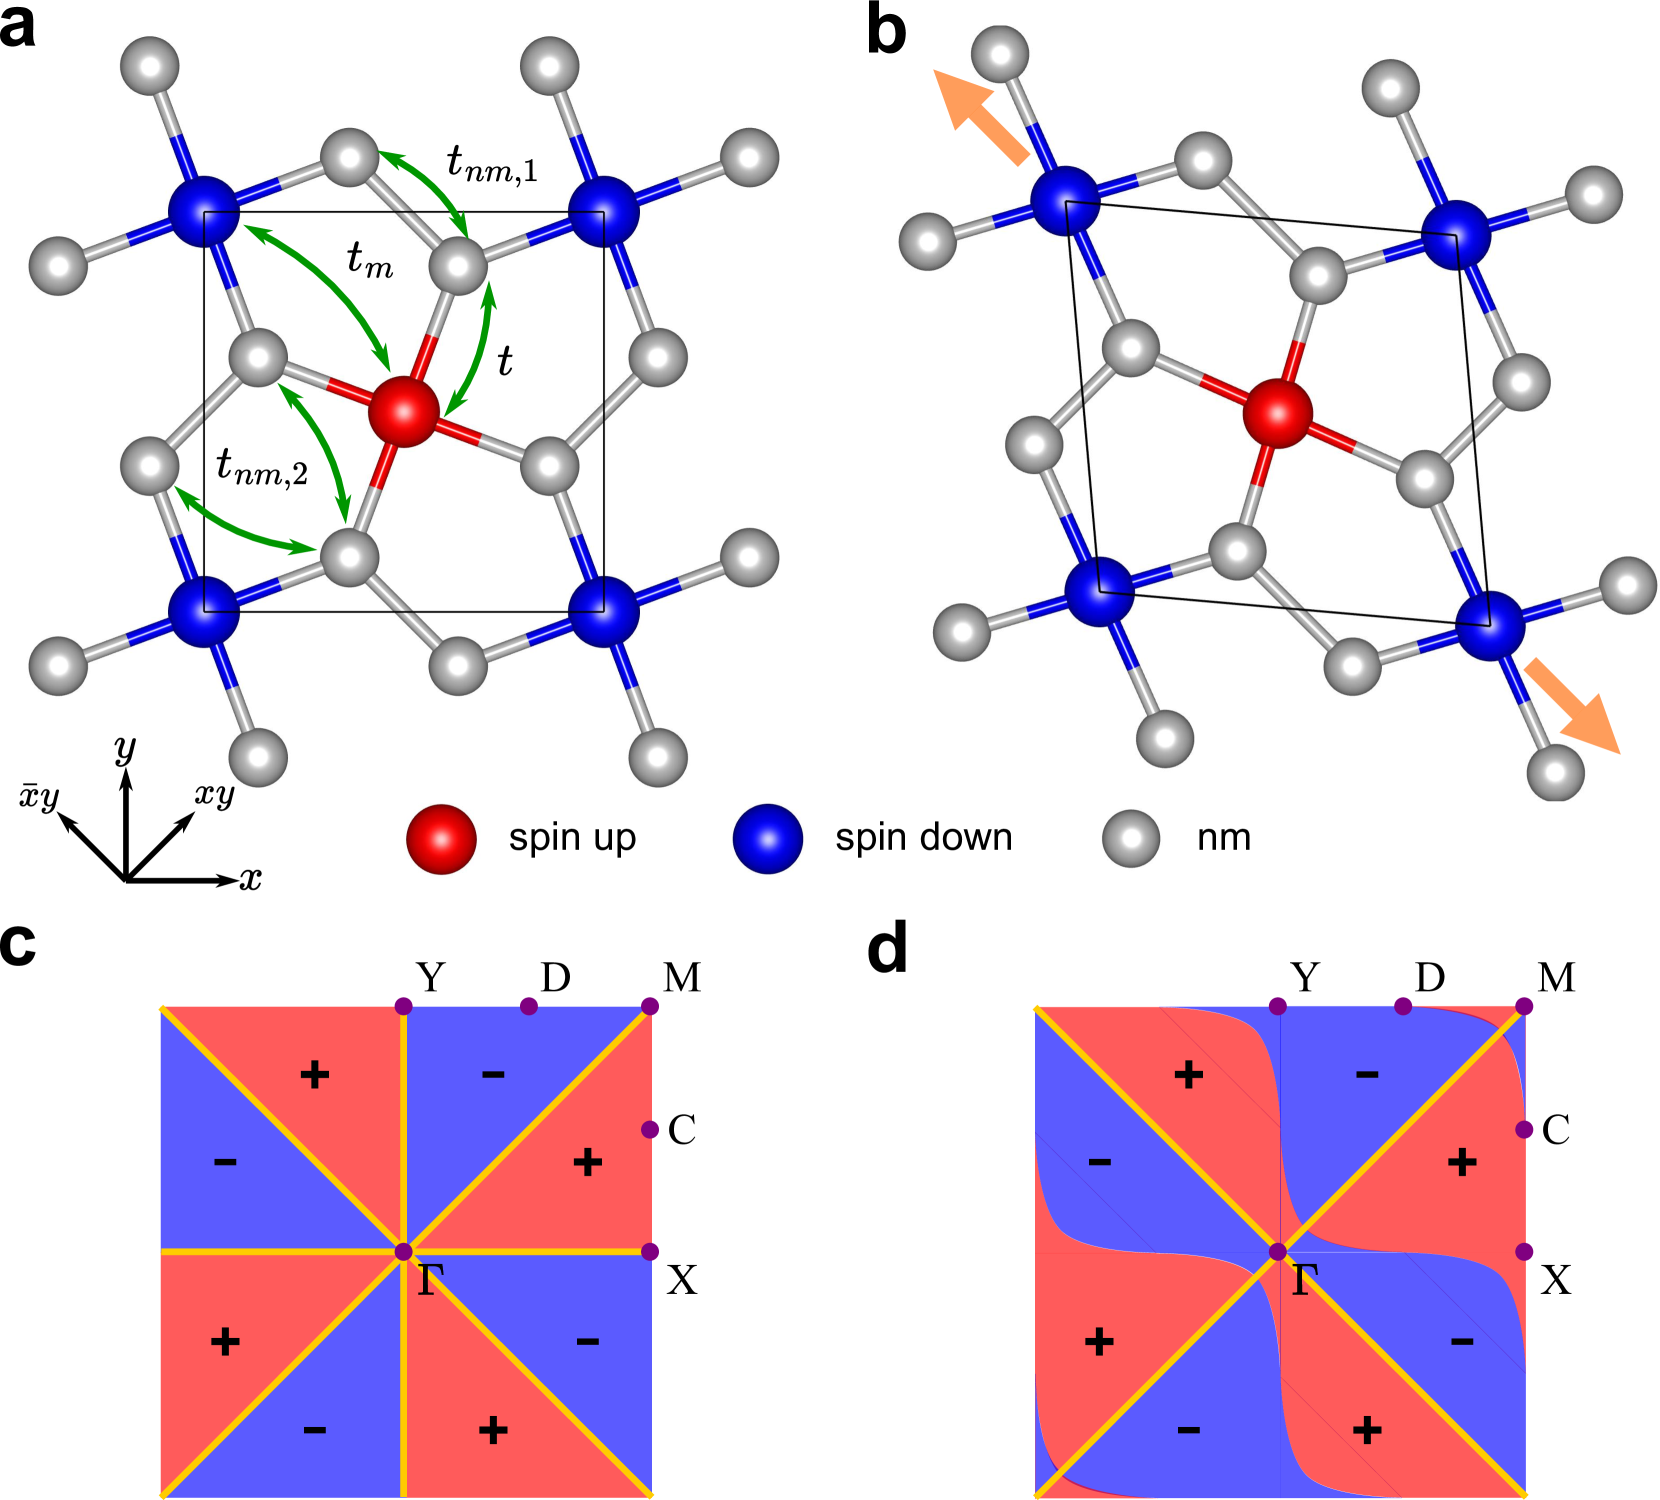 a
b
t_{nm,1}
t_m
t
t_{nm,2}
y
x̄y
xy
x
spin up
spin down
nm
c
d
Y
D
M
Y
D
M
+
-
+
-
C
C
-
+
-
+
Γ
X
Γ
X
+
-
+
-
-
+
-
+